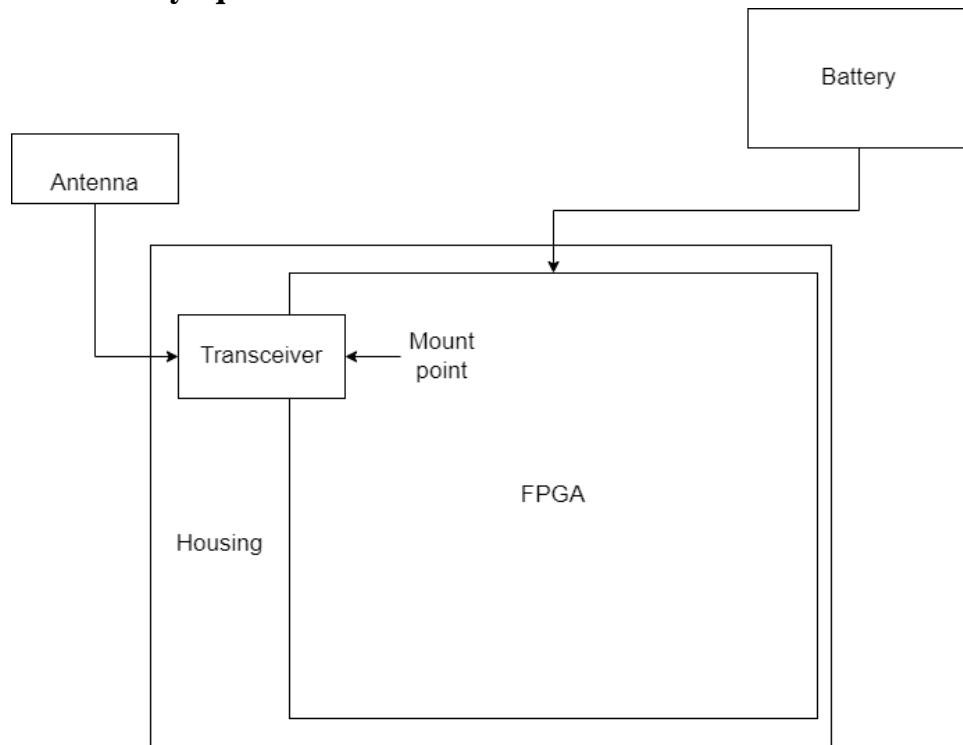 Battery
Antenna
Transceiver
Mount
point
FPGA
Housing